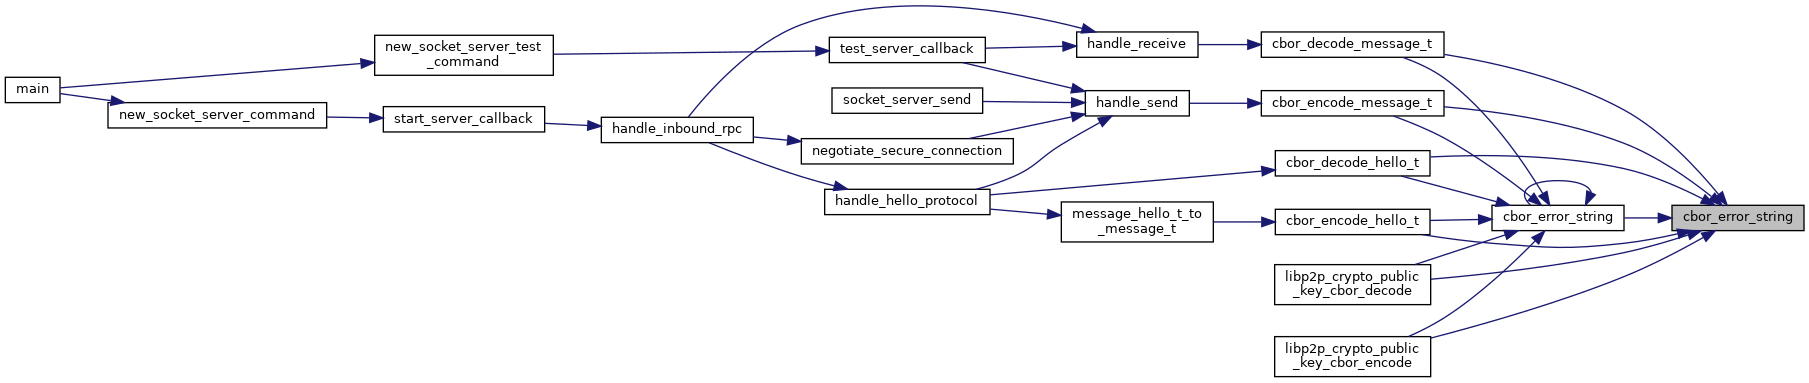 main
new_socket_server_test
_command
new_socket_server_command
start_server_callback
handle_inbound_rpc
test_server_callback
socket_server_send
negotiate_secure_connection
handle_hello_protocol
handle_receive
handle_send
message_hello_t_to
_message_t
cbor_decode_message_t
cbor_encode_message_t
cbor_decode_hello_t
cbor_encode_hello_t
libp2p_crypto_public
_key_cbor_decode
libp2p_crypto_public
_key_cbor_encode
cbor_error_string
cbor_error_string